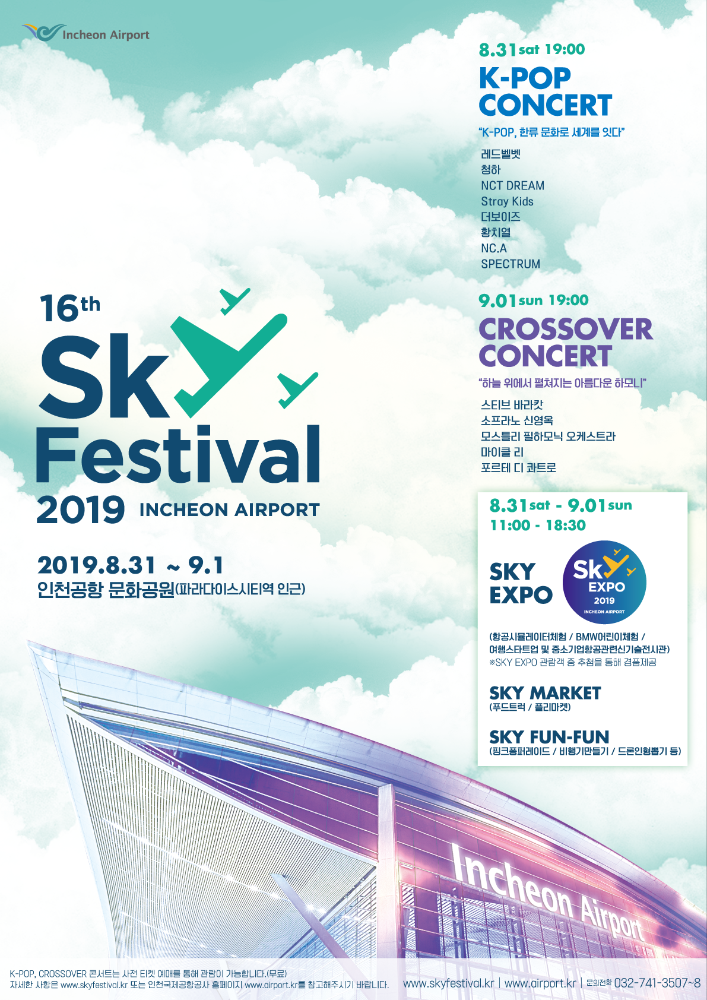 Incheon Airport
8.31sat 19:00
K-POP
CONCERT
“K-POP, 한류 문화로 세계를 잇다”
레드벨벳
청하
NCT DREAM
Stray Kids
더보이즈
황치열
NC.A
SPECTRUM
16th
Sky
Festival
2019 INCHEON AIRPORT
2019.8.31 ~ 9.1
인천공항 문화공원(파라다이스시티역 인근)
9.01sun 19:00
CROSSOVER
CONCERT
“하늘 위에서 펼쳐지는 아름다운 하모니”
스티브 바라캇
소프라노 신영옥
모스틀리 필하모닉 오케스트라
마이클 리
포르테 디 콰트로
8.31sat - 9.01sun
11:00 - 18:30
SKY
EXPO
Sky
EXPO
2019
INCHEON AIRPORT
(항공시뮬레이터체험 / BMW어린이체험 /
여행스타트업 및 중소기업항공관련신기술전시관)
※SKY EXPO 관람객 중 추첨을 통해 경품제공
SKY MARKET
(푸드트럭 / 플리마켓)
SKY FUN-FUN
(핑크퐁퍼레이드 / 비행기만들기 / 드론인형뽑기 등)
Incheon Airport
K-POP, CROSSOVER 콘서트는 사전 티켓 예매를 통해 관람이 가능합니다.(무료)
자세한 사항은 www.skyfestival.kr 또는 인천국제공항공사 홈페이지 www.airport.kr를 참고해주시기 바랍니다.
www.skyfestival.kr | www.airport.kr | 문의전화 032-741-3507~8